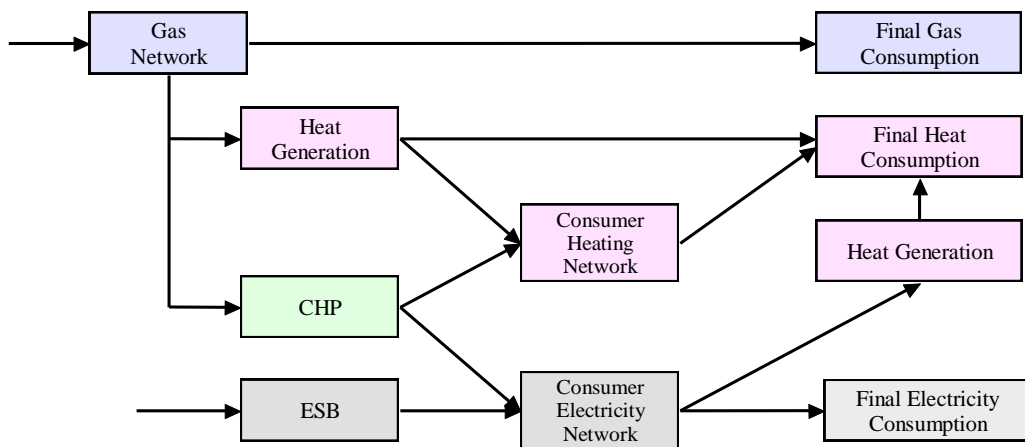 Gas
Network
Final Gas
Consumption
Heat
Generation
Final Heat
Consumption
Consumer
Heating
Network
Heat Generation
CHP
ESB
Consumer
Electricity
Network
Final Electricity
Consumption